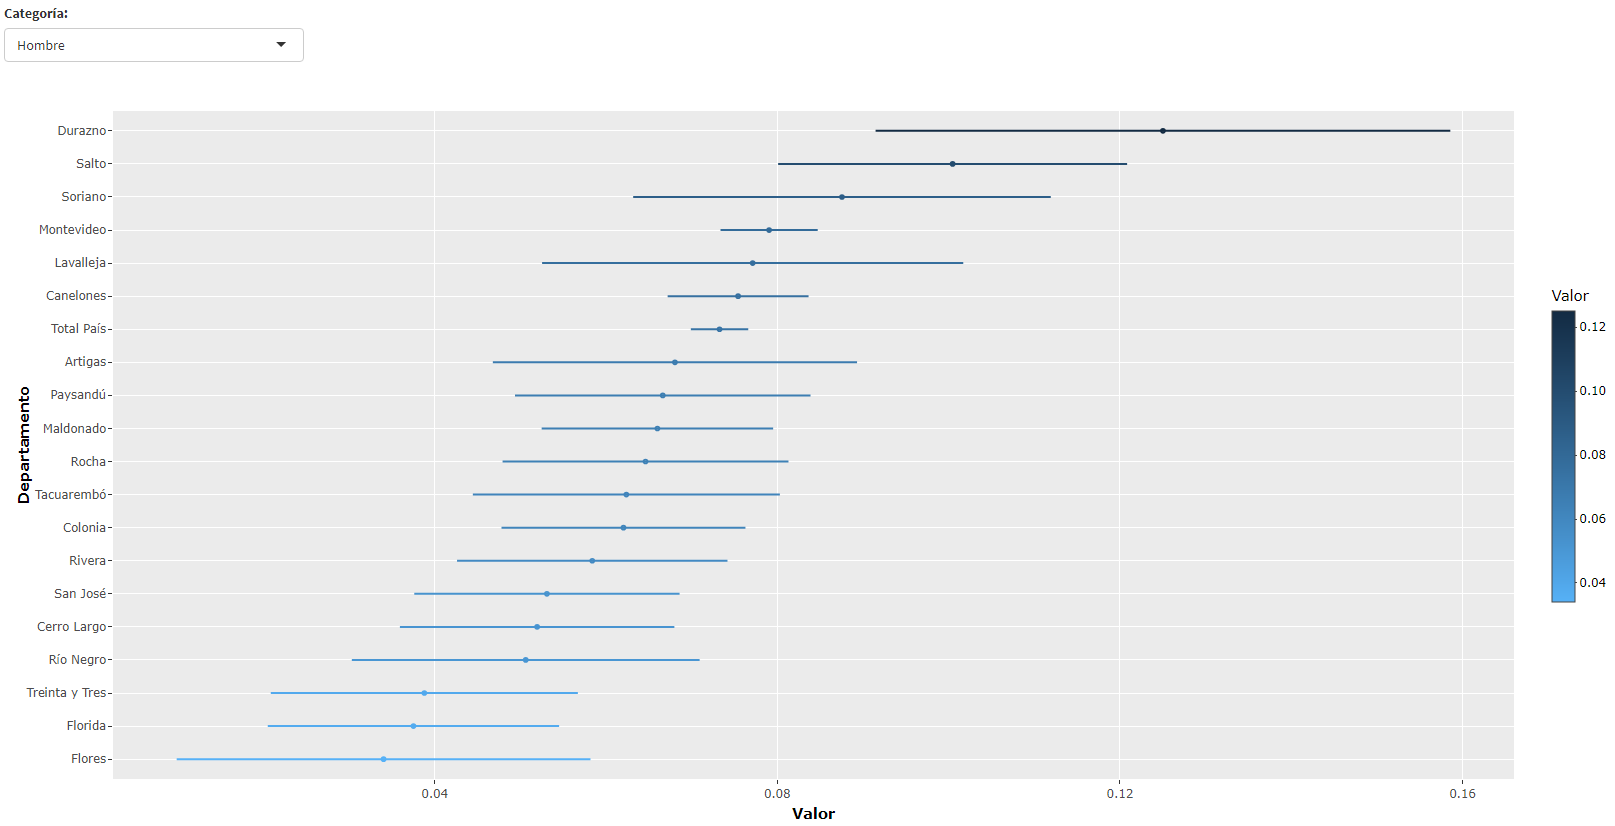 Categoría:
Hombre
Durazno
Salto
Soriano
Montevideo
Lavalleja
Canelones
Total País
Artigas
Paysandú
Maldonado
Rocha
Tacuarembó
Colonia
Rivera
San José
Cerro Largo
Río Negro
Treinta y Tres
Florida
Flores
Departamento
0.04 0.08 0.12 0.16
Valor
Valor
0.12
0.10
0.08
0.06
0.04